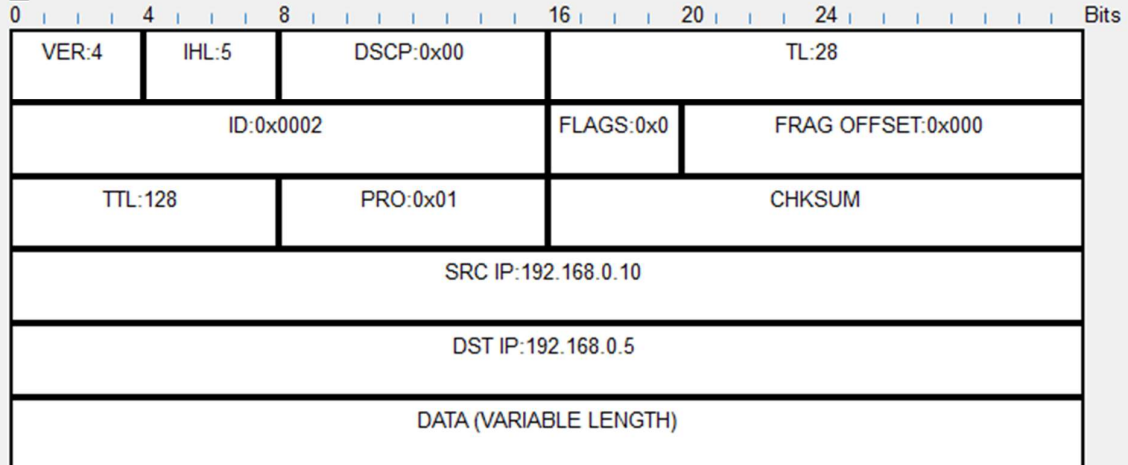 0 4 8 16 20 24 Bits
VER:4 IHL:5 DSCP:0x00 TL:28
ID:0x0002 FLAGS:0x0 FRAG OFFSET:0x000
TTL:128 PRO:0x01 CHKSUM
SRC IP:192.168.0.10
DST IP:192.168.0.5
DATA (VARIABLE LENGTH)